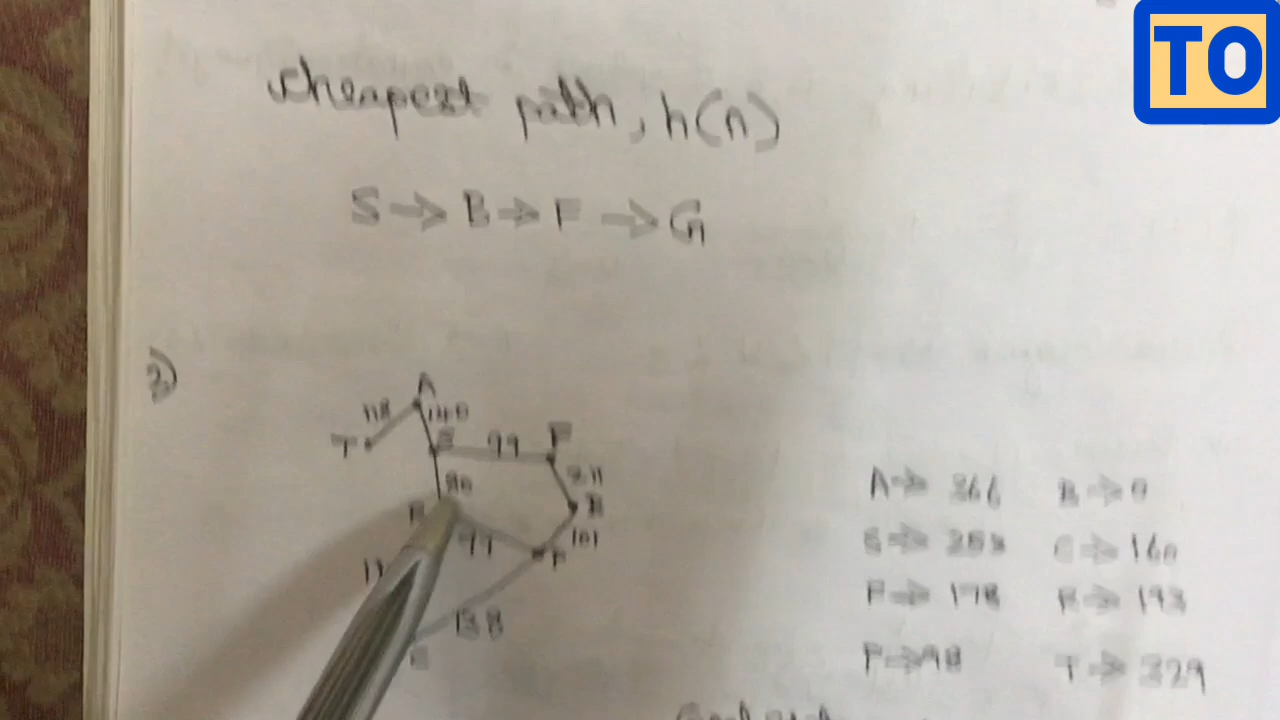 TO
cheapest path, h(n)
S → B → F → G
2)
A
118 140
T S 99 F
80 211
R B
97 101
P
138
C
A → 366 B → 0
S → 253 C → 160
F → 178 R → 193
P → 98 T → 329